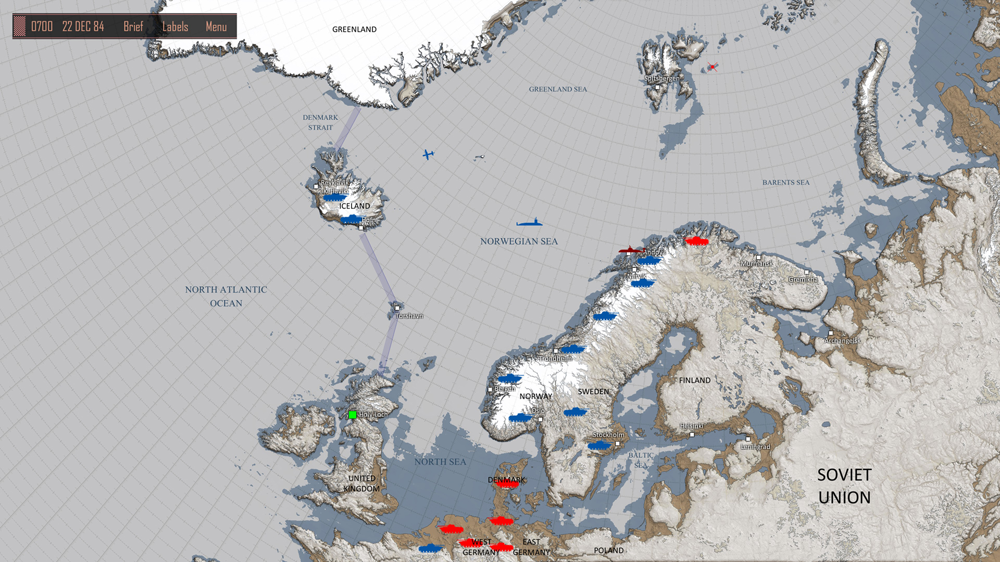 0700 22 DEC 84 Brief Labels Menu
GREENLAND
Spitsbergen
GREENLAND SEA
DENMARK
STRAIT
Reykjavik
Keflavik
ICELAND
Hofn
BARENTS SEA
NORWEGIAN SEA
Andoya
Narvik
Murmansk
Gremikha
NORTH ATLANTIC
OCEAN
Torshavn
Archangelsk
Trondheim
Bergen
NORWAY
SWEDEN
FINLAND
Oslo
Holy Loch
Stockholm
Helsinki
Leningrad
BALTIC
SEA
NORTH SEA
UNITED
KINGDOM
DENMARK
SOVIET
UNION
WEST
GERMANY
EAST
GERMANY
POLAND